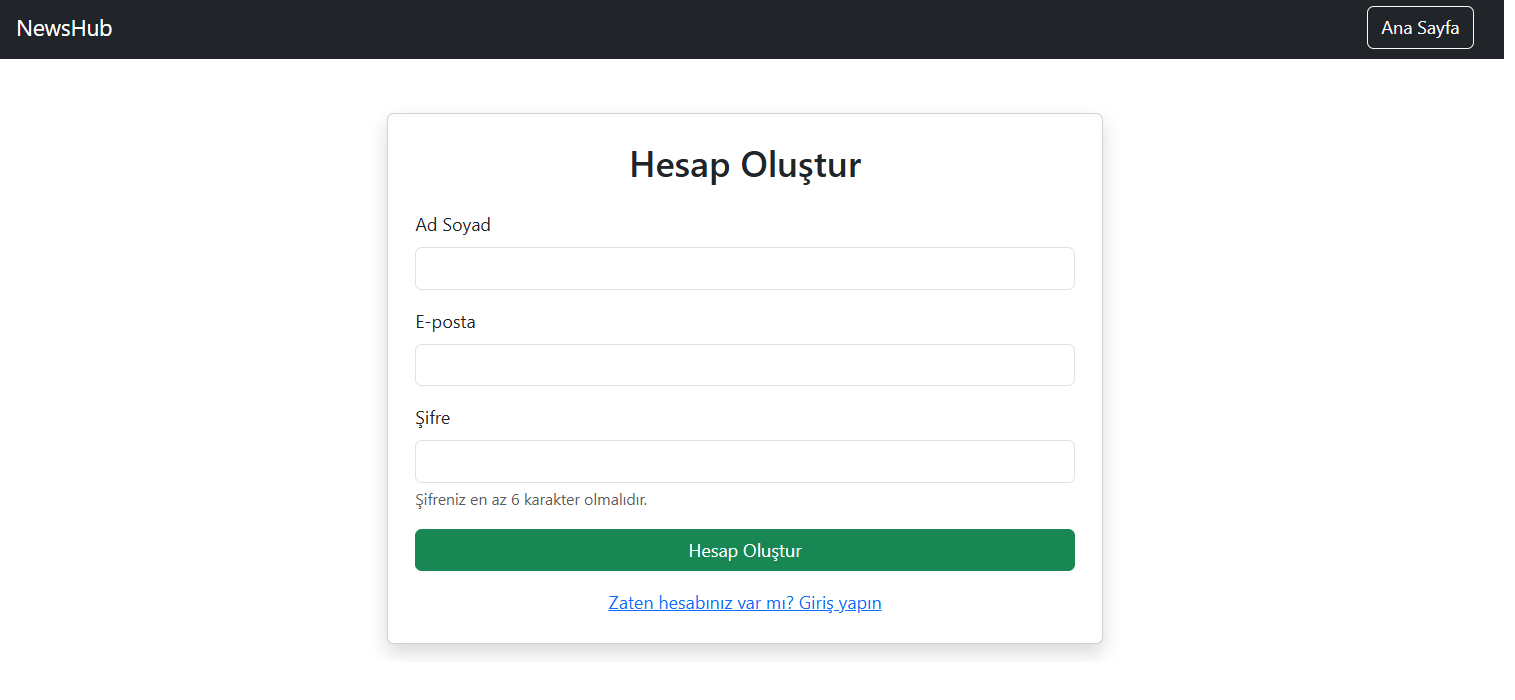 NewsHub
Ana Sayfa
Hesap Oluştur
Ad Soyad
E-posta
Şifre
Şifreniz en az 6 karakter olmalıdır.
Hesap Oluştur
Zaten hesabınız var mı? Giriş yapın